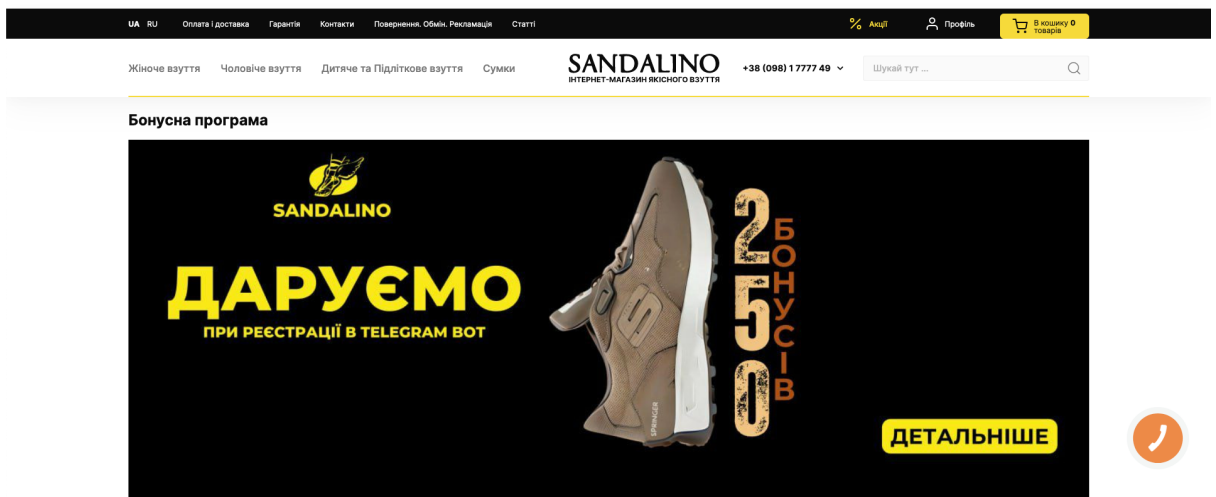 UA RU Оплата і доставка Гарантія Контакти Повернення. Обмін. Рекламація Статті Акції Профіль В кошику 0
товарів
Жіноче взуття Чоловіче взуття Дитяче та Підліткове взуття Сумки SANDALINO +38 (098) 1 7777 49 Шукай тут ...
ІНТЕРНЕТ-МАГАЗИН ЯКІСНОГО ВЗУТТЯ
Бонусна програма
SANDALINO
ДАРУЄМО
ПРИ РЕЄСТРАЦІЇ В TELEGRAM BOT
SPRINGER
250
БОНУСІВ
ДЕТАЛЬНІШЕ